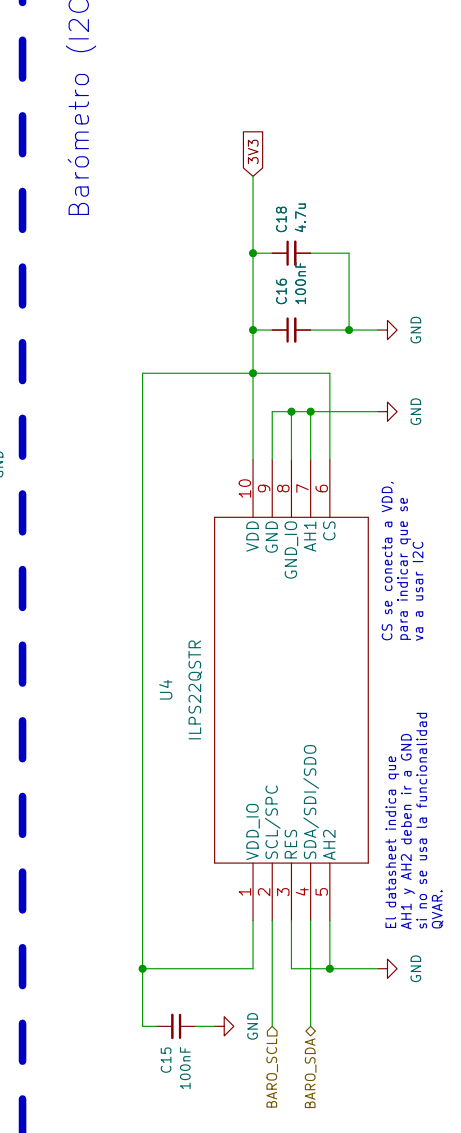 Barómetro (I2C
3V3
C18
4.7u
C16
100nF
GND
GND
GND
10
9
8
7
6
VDD
GND
GND_IO
AH1
CS
CS se conecta a VDD,
para indicar que se
va a usar I2C
U4
ILPS22QSTR
VDD_IO
SCL/SPC
RES
SDA/SDI/SDO
AH2
1
2
3
4
5
El datasheet indica que
AH1 y AH2 deben ir a GND
si no se usa la funcionalidad
QVAR.
GND
GND
C15
100nF
BARO_SCL
BARO_SDA